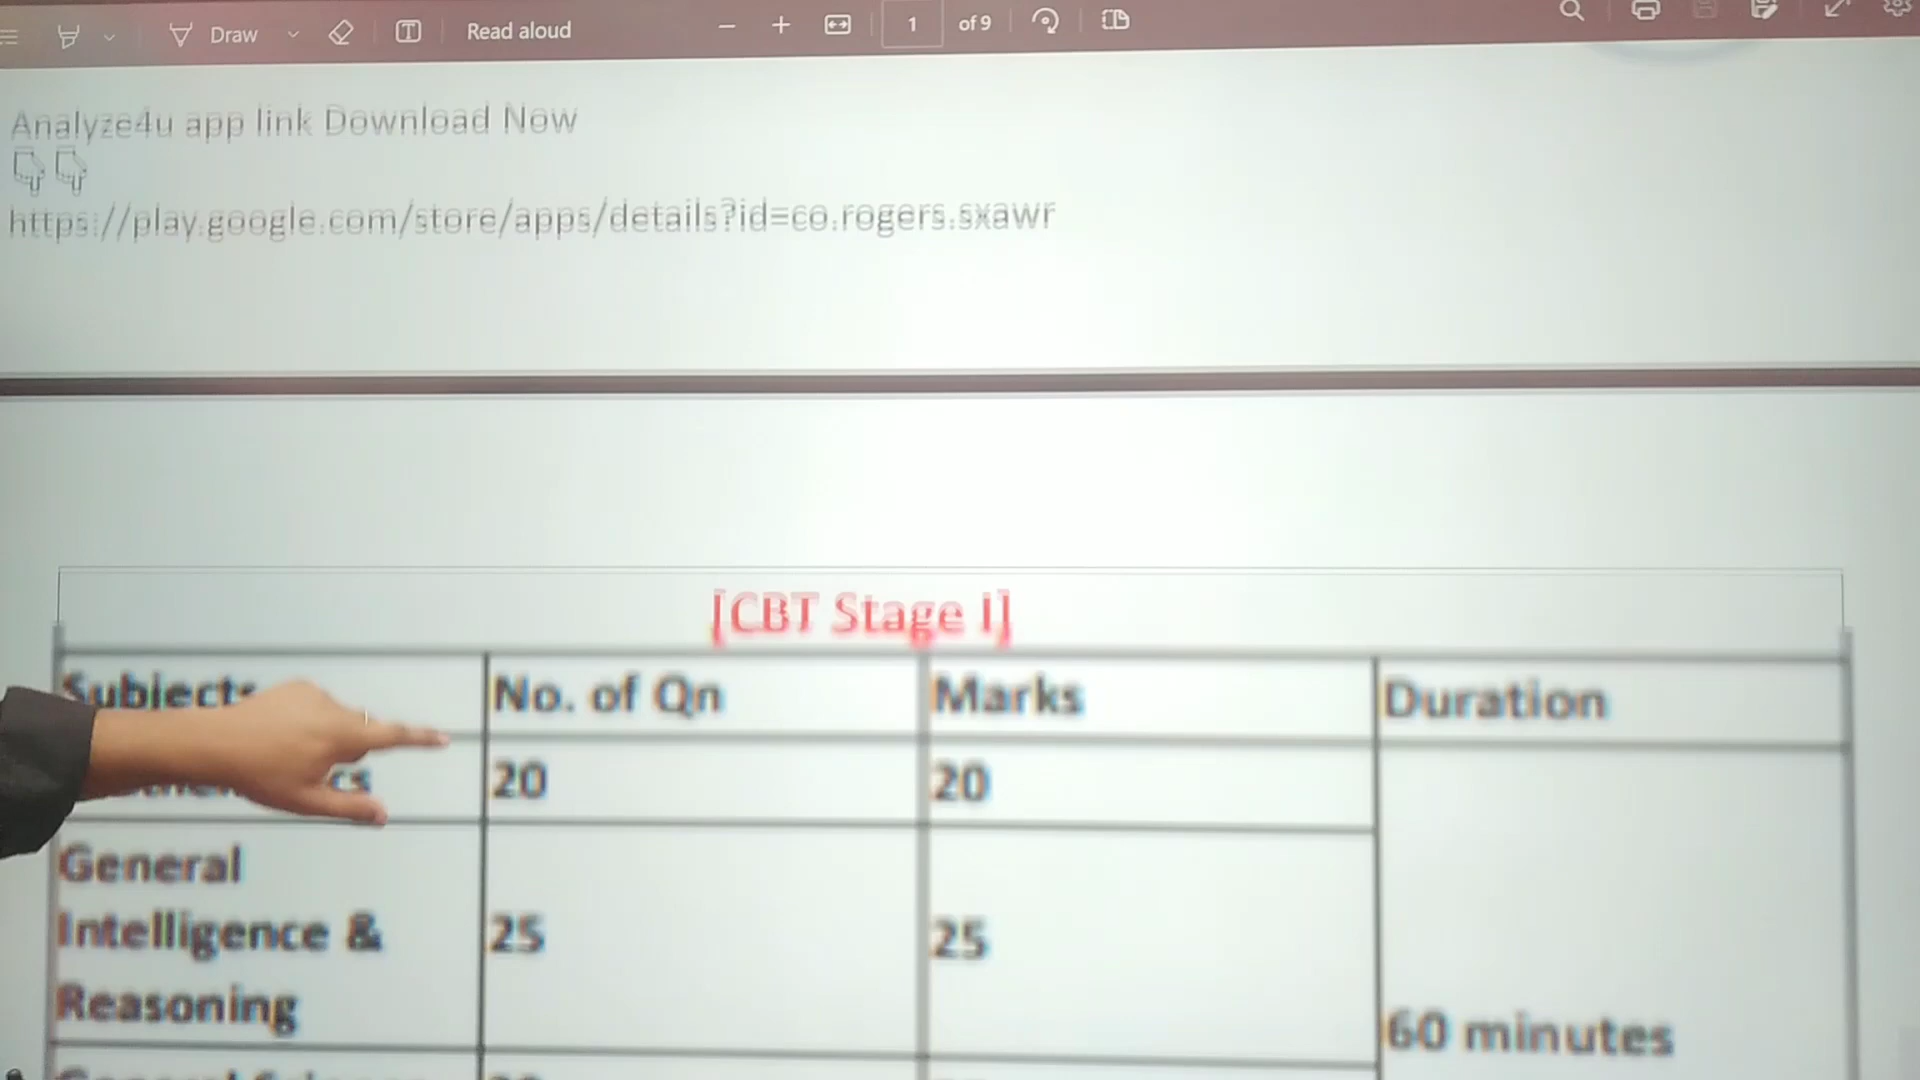 Draw
Read aloud
1 of 9
Analyze4u app link Download Now
👇👇
https://play.google.com/store/apps/details?id=co.rogers.sxawr
[CBT Stage I]
Subjects No. of Qn Marks Duration
20 20
General
Intelligence & 25 25
Reasoning
60 minutes